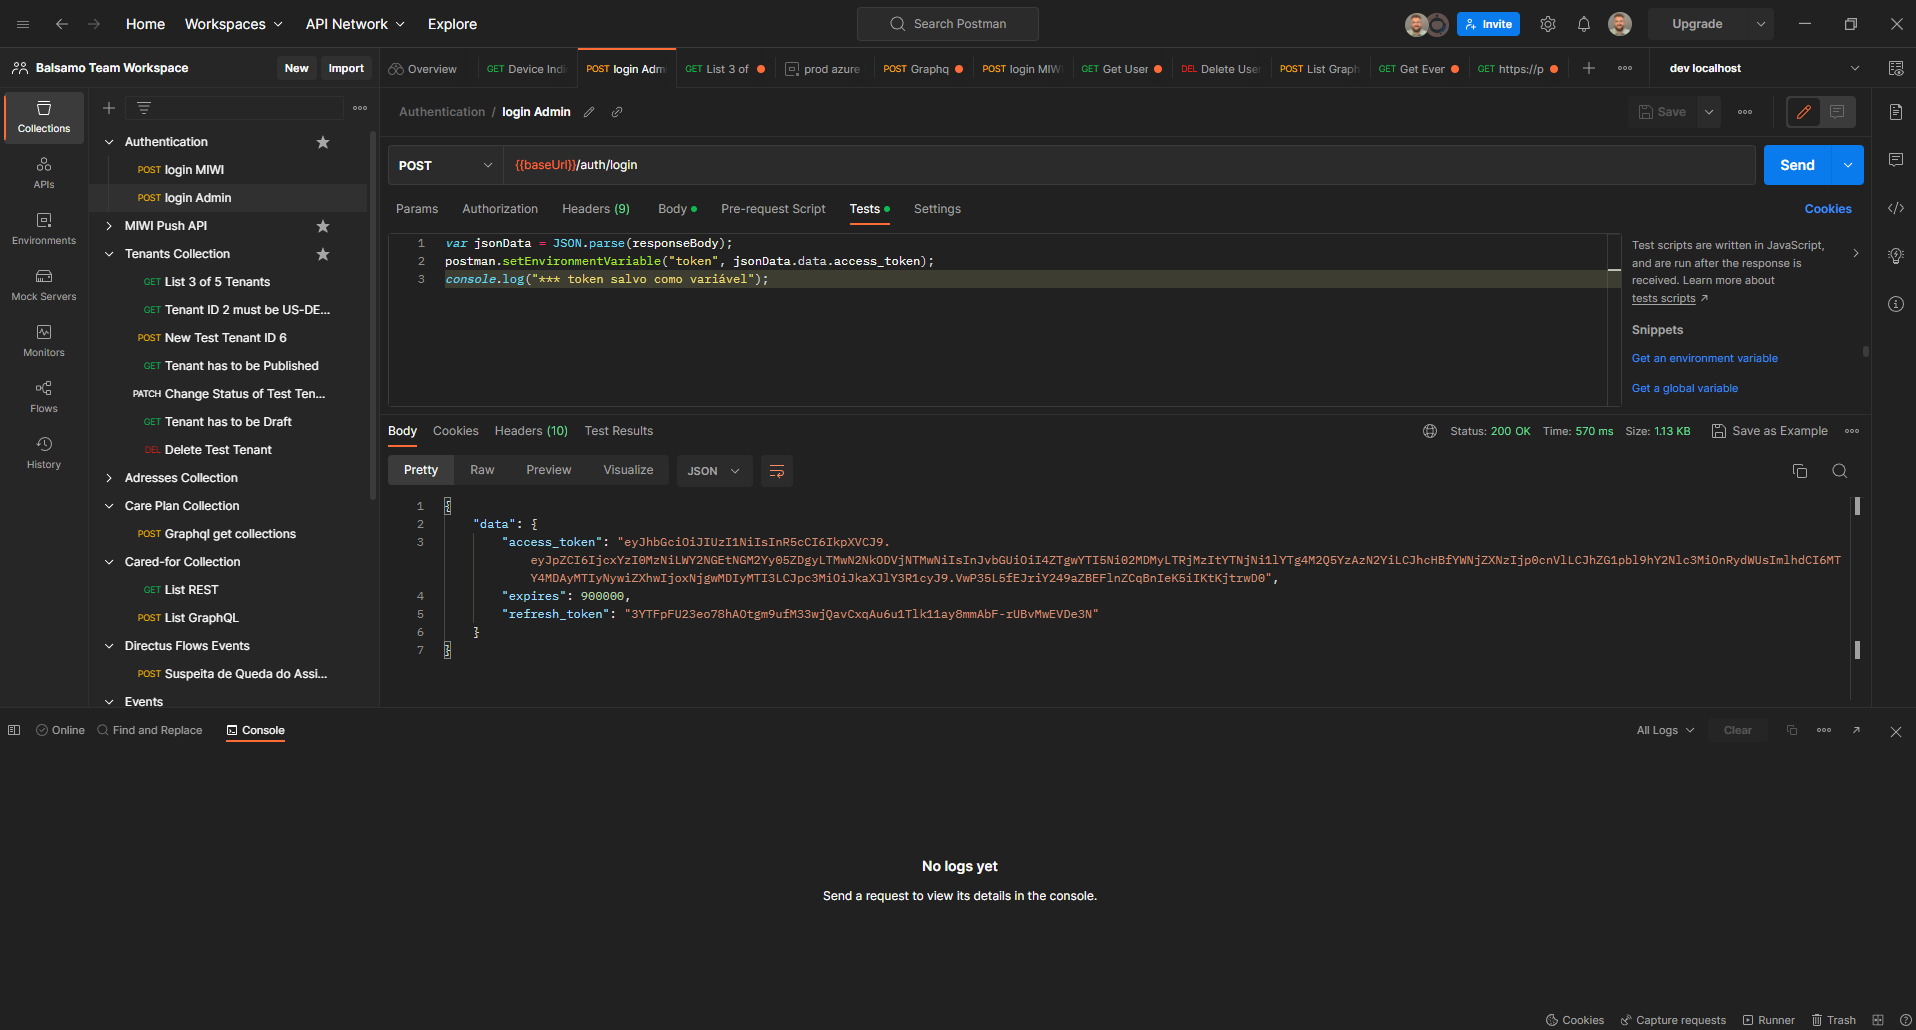 Home Workspaces API Network Explore Search Postman Invite Upgrade
Balsamo Team Workspace New Import Overview GET Device Indi POST login Adm GET List 3 of prod azure POST Graphq POST login MIW GET Get User DEL Delete Use POST List Graph GET Get Ever GET https://p dev localhost
Authentication / login Admin Save
Collections
APIs
Environments
Mock Servers
Monitors
Flows
History
Authentication
POST login MIWI
POST login Admin
MIWI Push API
Tenants Collection
GET List 3 of 5 Tenants
GET Tenant ID 2 must be US-DE...
POST New Test Tenant ID 6
GET Tenant has to be Published
PATCH Change Status of Test Ten...
GET Tenant has to be Draft
DEL Delete Test Tenant
Adresses Collection
Care Plan Collection
POST Graphql get collections
Cared-for Collection
GET List REST
POST List GraphQL
Directus Flows Events
POST Suspeita de Queda do Assi...
Events
POST {{baseUrl}}/auth/login Send
Params Authorization Headers (9) Body Pre-request Script Tests Settings Cookies
1 var jsonData = JSON.parse(responseBody);
2 postman.setEnvironmentVariable("token", jsonData.data.access_token);
3 console.log("*** token salvo como variável");
Test scripts are written in JavaScript,
and are run after the response is
received. Learn more about
tests scripts
Snippets
Get an environment variable
Get a global variable
Body Cookies Headers (10) Test Results Status: 200 OK Time: 570 ms Size: 1.13 KB Save as Example
Pretty Raw Preview Visualize JSON
1 {
2 "data": {
3 "access_token": "eyJhbGciOiJIUzI1NiIsInR5cCI6IkpXVCJ9.
eyJpZCI6IjcxYzI0MzNiLWY2NGEtNGM2Yy05ZDgyLTMwN2NkODVjNTMwNiIsInJvbGUiOiI4ZTgwYTI5Ni02MDMyLTRjMzItYTNjNi1lYTg4M2Q5YzAzN2YiLCJhcHBfYWNjZXNzIjp0cnVlLCJhZG1pbl9hY2Nlc3MiOnRydWUsImlhdCI6MT
Y4MDAyMTIyNywiZXhwIjoxNjgwMDIyMTI3LCJpc3MiOiJkaXJlY3R1cyJ9.VwP35L5fEJriY249aZBEFlnZCqBnIeK5iIKtKjtrwD0",
4 "expires": 900000,
5 "refresh_token": "3YTFpFU23eo78hAOtgm9ufM33wjQavCxqAu6u1Tlk11ay8mmAbF-rUBvMwEVDe3N"
6 }
7 }
Online Find and Replace Console All Logs Clear
No logs yet
Send a request to view its details in the console.
Cookies Capture requests Runner Trash